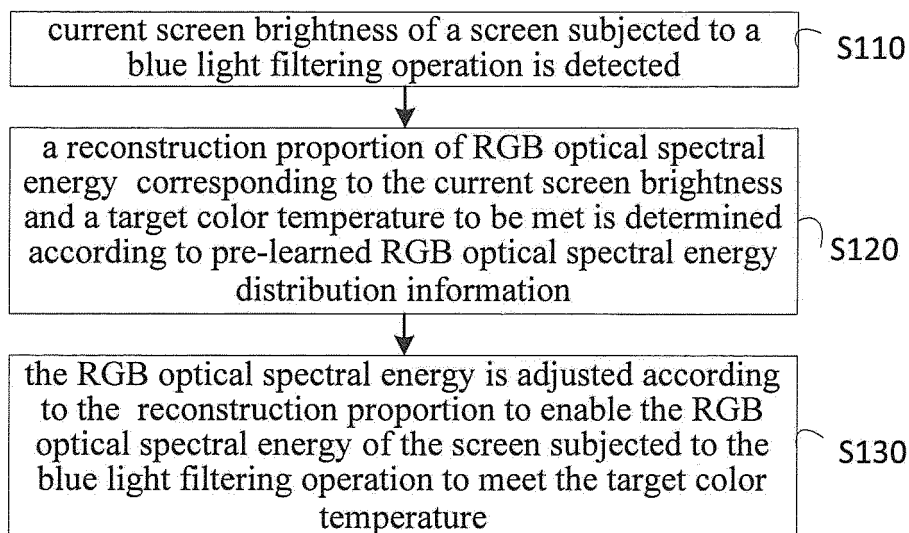 current screen brightness of a screen subjected to a
blue light filtering operation is detected
S110
a reconstruction proportion of RGB optical spectral
energy corresponding to the current screen brightness
and a target color temperature to be met is determined
according to pre-learned RGB optical spectral energy
distribution information
S120
the RGB optical spectral energy is adjusted according
to the reconstruction proportion to enable the RGB
optical spectral energy of the screen subjected to the
blue light filtering operation to meet the target color
temperature
S130